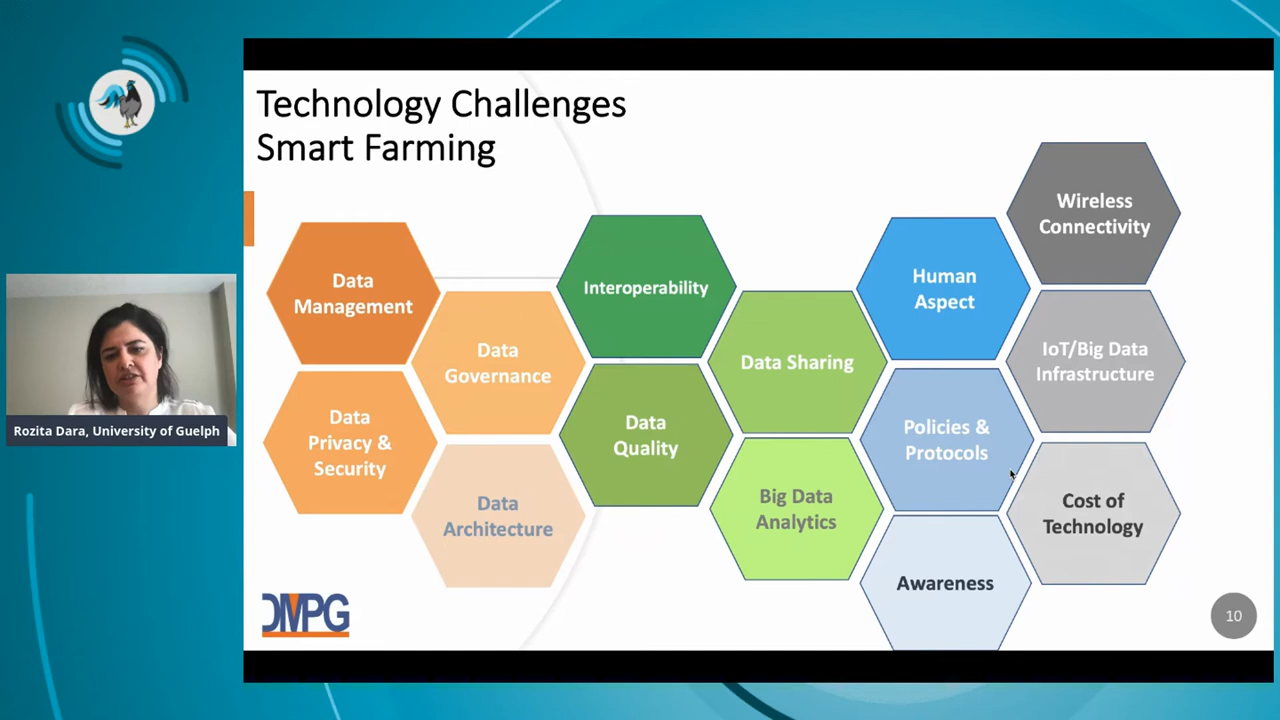 Technology Challenges
Smart Farming
Data
Management
Data
Privacy &
Security
Data
Governance
Data
Architecture
Interoperability
Data
Quality
Data Sharing
Big Data
Analytics
Human
Aspect
Policies &
Protocols
Awareness
Wireless
Connectivity
IoT/Big Data
Infrastructure
Cost of
Technology
Rozita Dara, University of Guelph
DMPG
10